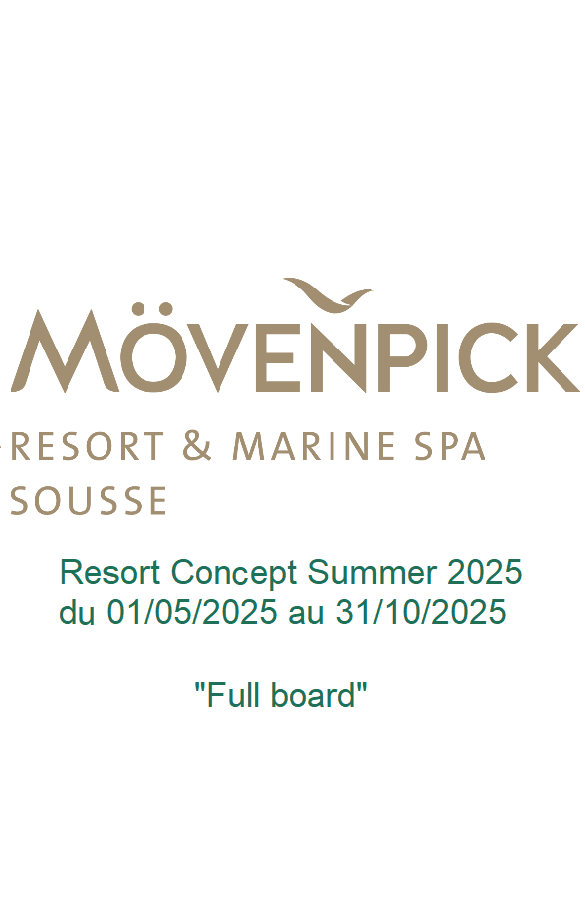 MÖVENPICK
RESORT & MARINE SPA
SOUSSE
Resort Concept Summer 2025
du 01/05/2025 au 31/10/2025
"Full board"